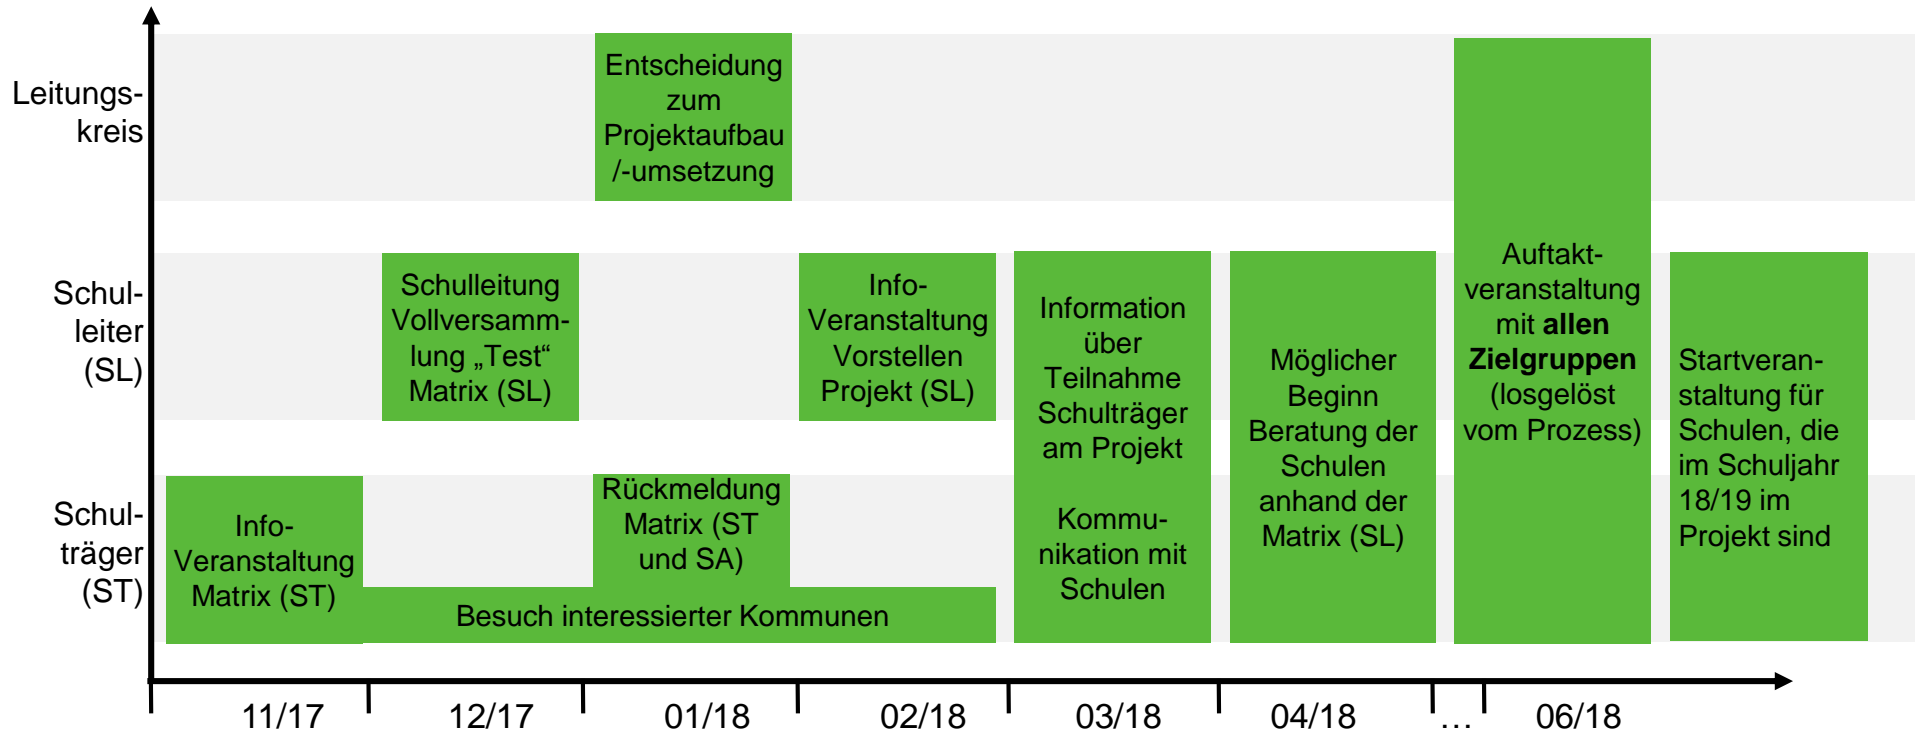 Leitungs-
kreis
Entscheidung
zum
Projektaufbau
/-umsetzung
Schul-
leiter
(SL)
Schulleitung
Vollversamm-
lung „Test“
Matrix (SL)
Info-
Veranstaltung
Vorstellen
Projekt (SL)
Information
über
Teilnahme
Schulträger
am Projekt
Kommu-
nikation mit
Schulen
Möglicher
Beginn
Beratung der
Schulen
anhand der
Matrix (SL)
Auftakt-
veranstaltung
mit allen
Zielgruppen
(losgelöst
vom Prozess)
Startveran-
staltung für
Schulen, die
im Schuljahr
18/19 im
Projekt sind
Schul-
träger
(ST)
Info-
Veranstaltung
Matrix (ST)
Rückmeldung
Matrix (ST
und SA)
Besuch interessierter Kommunen
11/17 12/17 01/18 02/18 03/18 04/18 ... 06/18